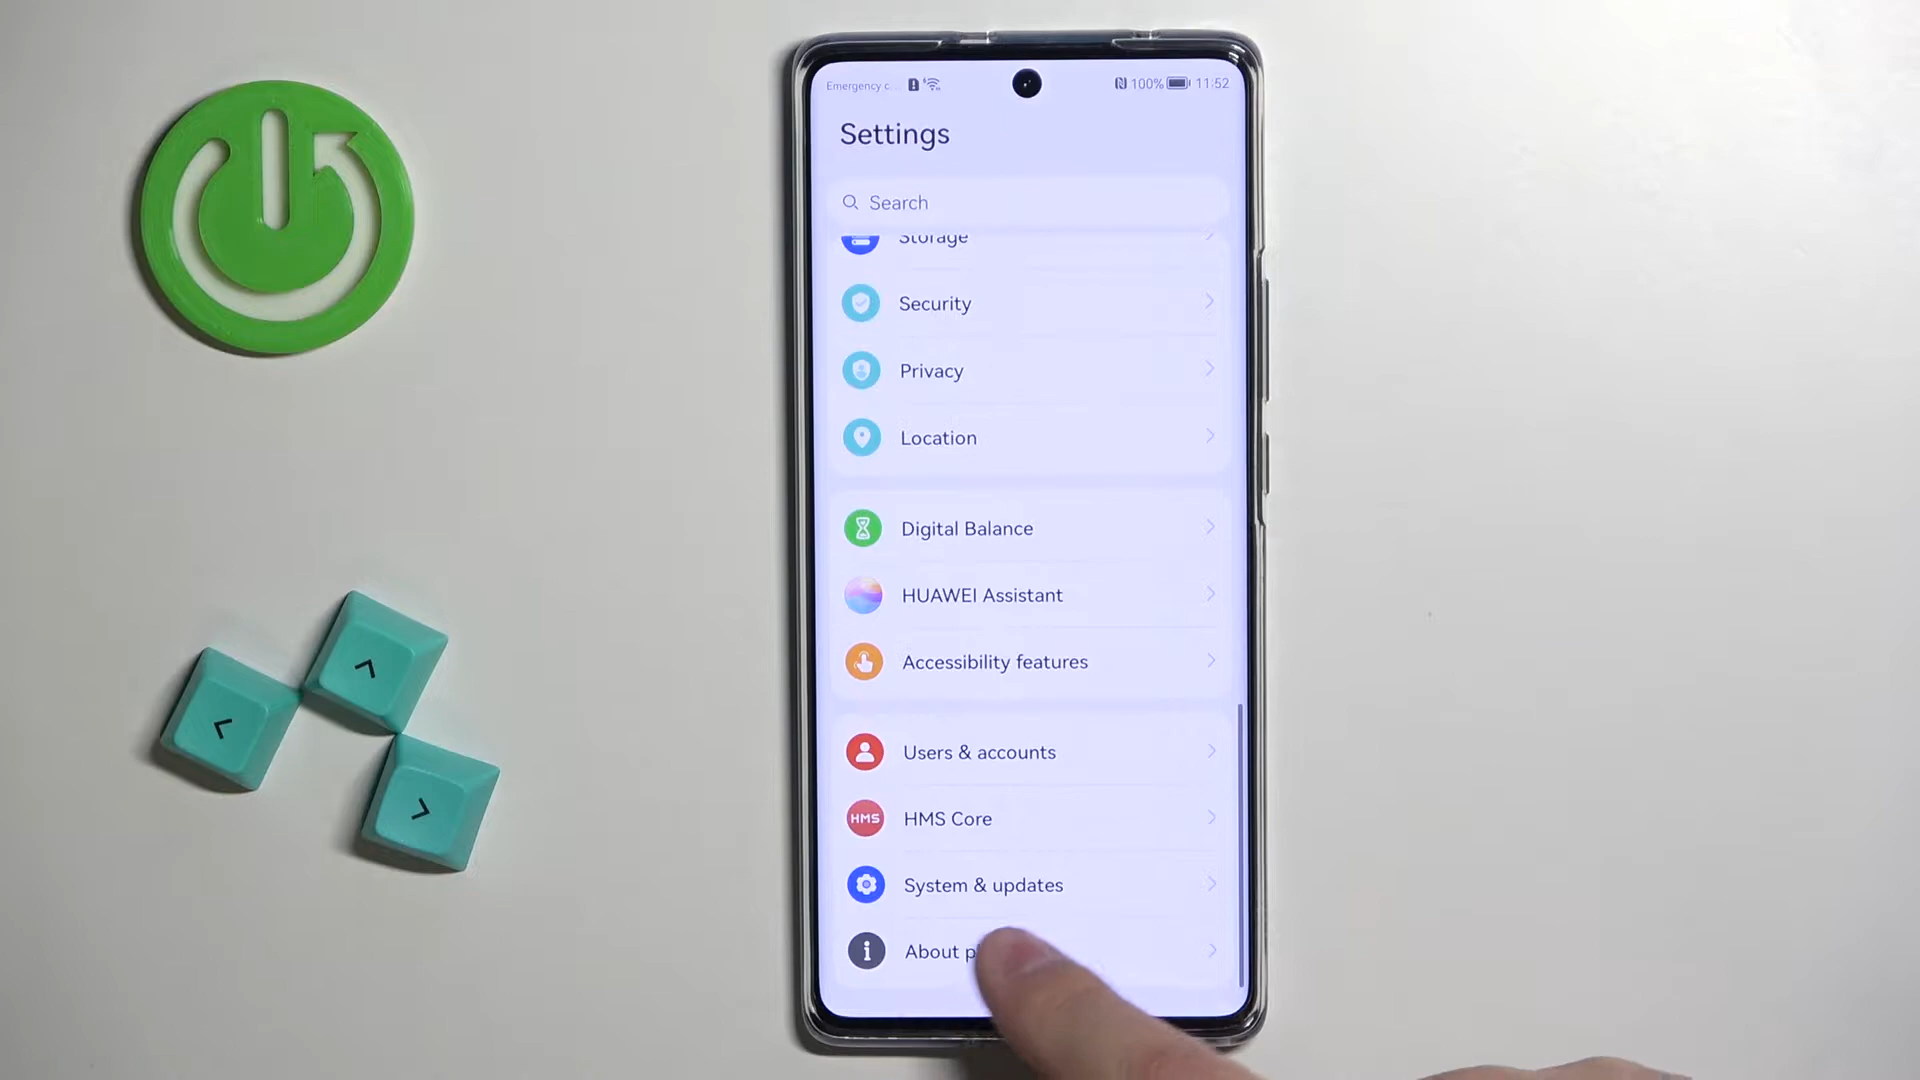 Emergency c...
100% 11:52
Settings
Search
Storage
Security
Privacy
Location
Digital Balance
HUAWEI Assistant
Accessibility features
Users & accounts
HMS Core
HMS
System & updates
About p
^
<
>